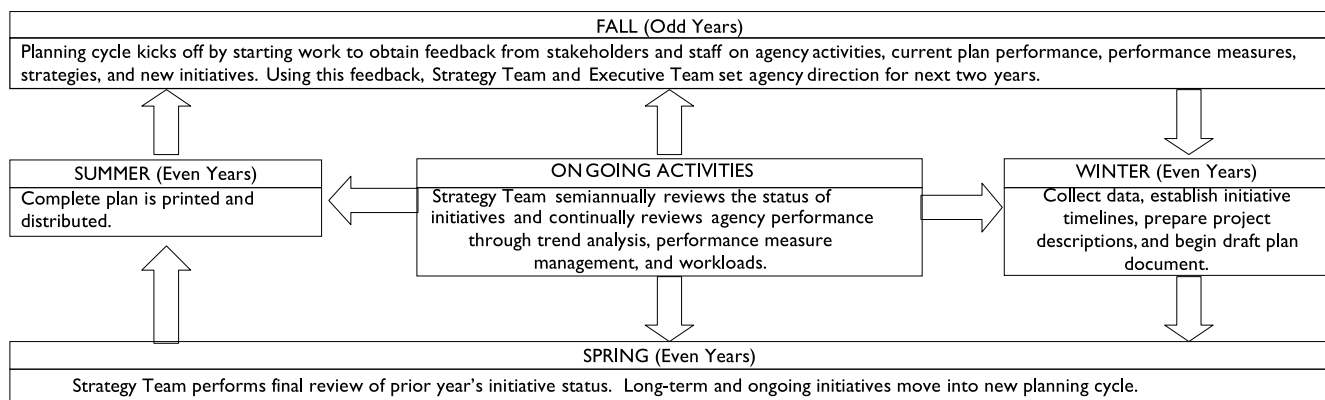 FALL (Odd Years)
Planning cycle kicks off by starting work to obtain feedback from stakeholders and staff on agency activities, current plan performance, performance measures,
strategies, and new initiatives. Using this feedback, Strategy Team and Executive Team set agency direction for next two years.
SUMMER (Even Years)
Complete plan is printed and
distributed.
ONGOING ACTIVITIES
Strategy Team semiannually reviews the status of
initiatives and continually reviews agency performance
through trend analysis, performance measure
management, and workloads.
WINTER (Even Years)
Collect data, establish initiative
timelines, prepare project
descriptions, and begin draft plan
document.
SPRING (Even Years)
Strategy Team performs final review of prior year's initiative status. Long-term and ongoing initiatives move into new planning cycle.